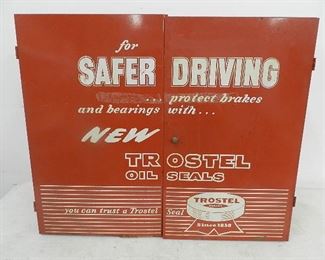 for
SAFER DRIVING
... protect brakes
and bearings with...
NEW
TROSTEL
OIL SEALS
you can trust a Trostel Seal
TROSTEL
Since 1858